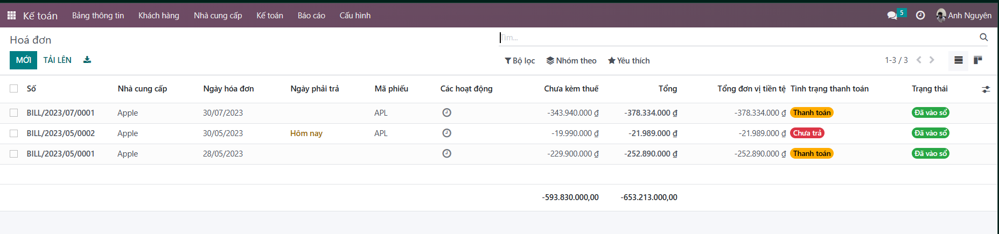 Kế toán Bảng thông tin Khách hàng Nhà cung cấp Kế toán Báo cáo Cấu hình 5 Anh Nguyên
Hoá đơn Tìm...
MỚI TẢI LÊN Bộ lọc Nhóm theo Yêu thích 1-3 / 3
Số Nhà cung cấp Ngày hóa đơn Ngày phải trả Mã phiếu Các hoạt động Chưa kèm thuế Tổng Tổng đơn vị tiền tệ Tình trạng thanh toán Trạng thái
BILL/2023/07/0001 Apple 30/07/2023 APL -343.940.000 ₫ -378.334.000 ₫ -378.334.000 ₫ Thanh toán Đã vào sổ
BILL/2023/05/0002 Apple 30/05/2023 Hôm nay APL -19.990.000 ₫ -21.989.000 ₫ -21.989.000 ₫ Chưa trả Đã vào sổ
BILL/2023/05/0001 Apple 28/05/2023 -229.900.000 ₫ -252.890.000 ₫ -252.890.000 ₫ Thanh toán Đã vào sổ
-593.830.000,00 -653.213.000,00